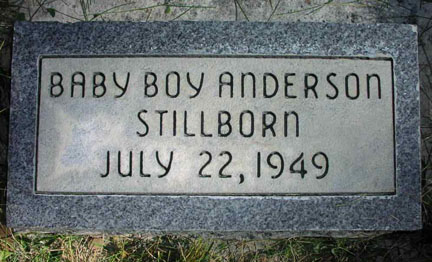 BABY BOY ANDERSON
STILLBORN
JULY 22, 1949